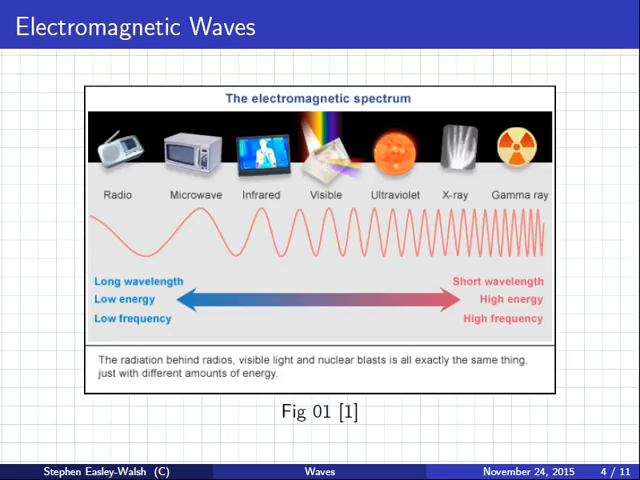 Electromagnetic Waves
The electromagnetic spectrum
Radio Microwave Infrared Visible Ultraviolet X-ray Gamma ray
Long wavelength Short wavelength
Low energy High energy
Low frequency High frequency
The radiation behind radios, visible light and nuclear blasts is all exactly the same thing,
just with different amounts of energy.
Fig 01 [1]
Stephen Easley-Walsh (C) Waves November 24, 2015 4 / 11